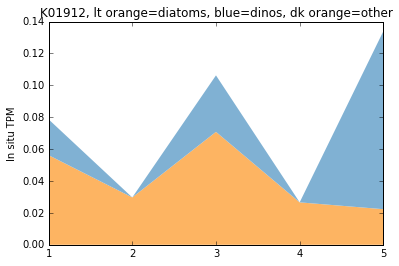 K01912, lt orange=diatoms, blue=dinos, dk orange=other
0.14
0.12
0.10
0.08
0.06
0.04
0.02
0.00
In situ TPM
1 2 3 4 5